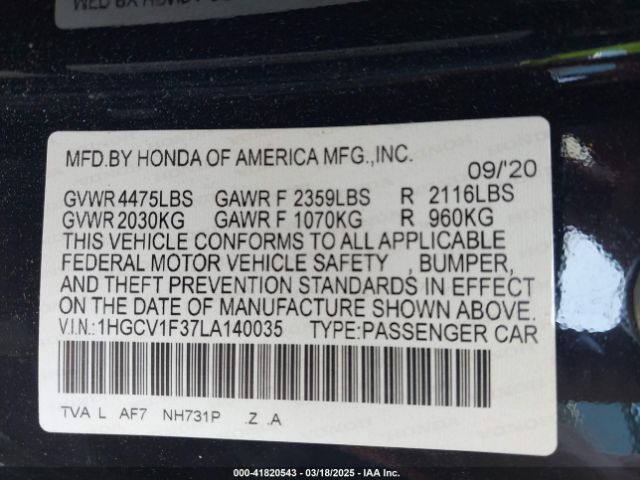 MFD.BY HONDA OF AMERICA MFG.,INC.
09/'20
GVWR 4475LBS GAWR F 2359LBS R 2116LBS
GVWR 2030KG GAWR F 1070KG R 960KG
THIS VEHICLE CONFORMS TO ALL APPLICABLE
FEDERAL MOTOR VEHICLE SAFETY , BUMPER,
AND THEFT PREVENTION STANDARDS IN EFFECT
ON THE DATE OF MANUFACTURE SHOWN ABOVE.
V.I.N.:1HGCV1F37LA140035 TYPE:PASSENGER CAR
TVA L AF7 NH731P .Z .A
#: 41820543 — 03/18/2025 — IAA Inc.